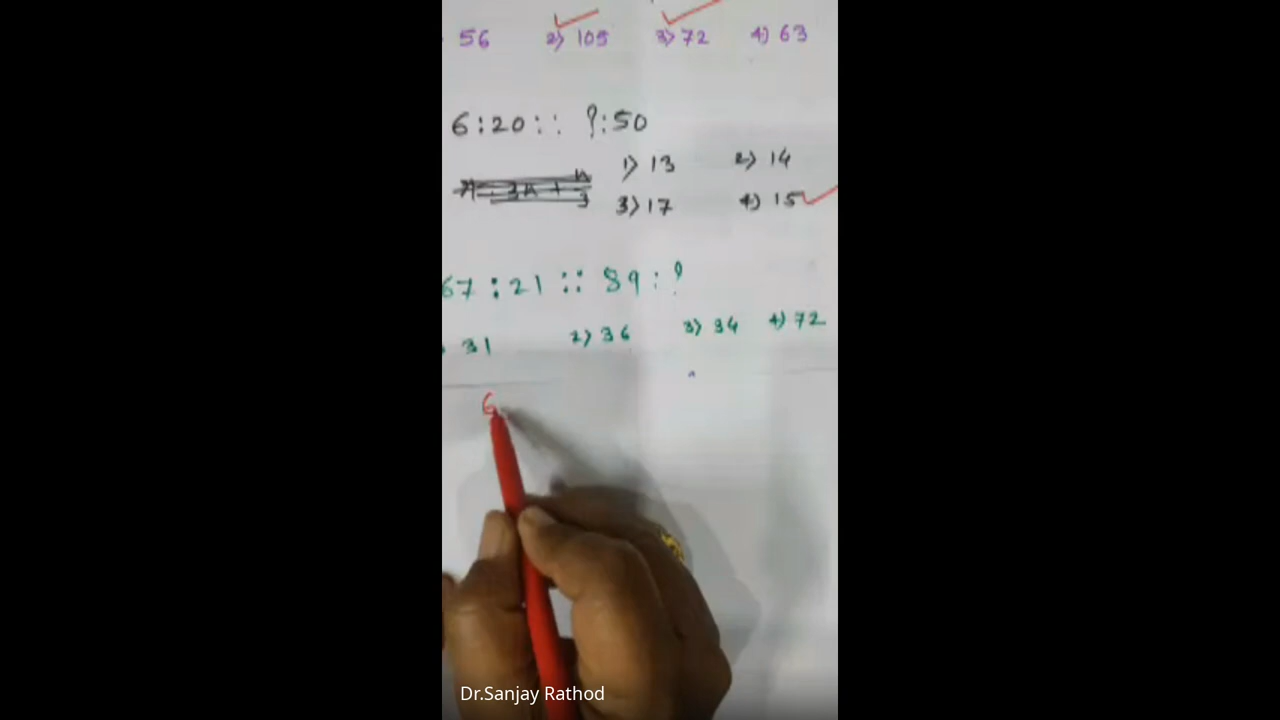 56 2) 105 3) 72 4) 63
6:20:: ?:50
1) 13 2) 14
3) 17 4) 15
67:21 :: 89:?
31 2) 36 3) 34 4) 72
6
Dr.Sanjay Rathod